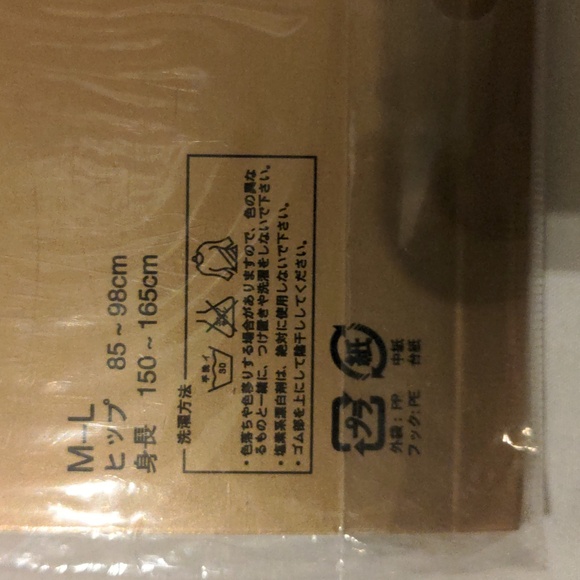 M－L
ヒップ 85～98cm
身長 150～165cm
洗濯方法
手洗イ
30
・色落ちや色移りする場合がありますので、色の異な
るものと一緒に、つけ置きや洗濯をしないで下さい。
・塩素系漂白剤は、絶対に使用しないで下さい。
・ゴム部を上にして陰干ししてください。
プラ 紙
外袋：PP 中紙
フック：PE 台紙